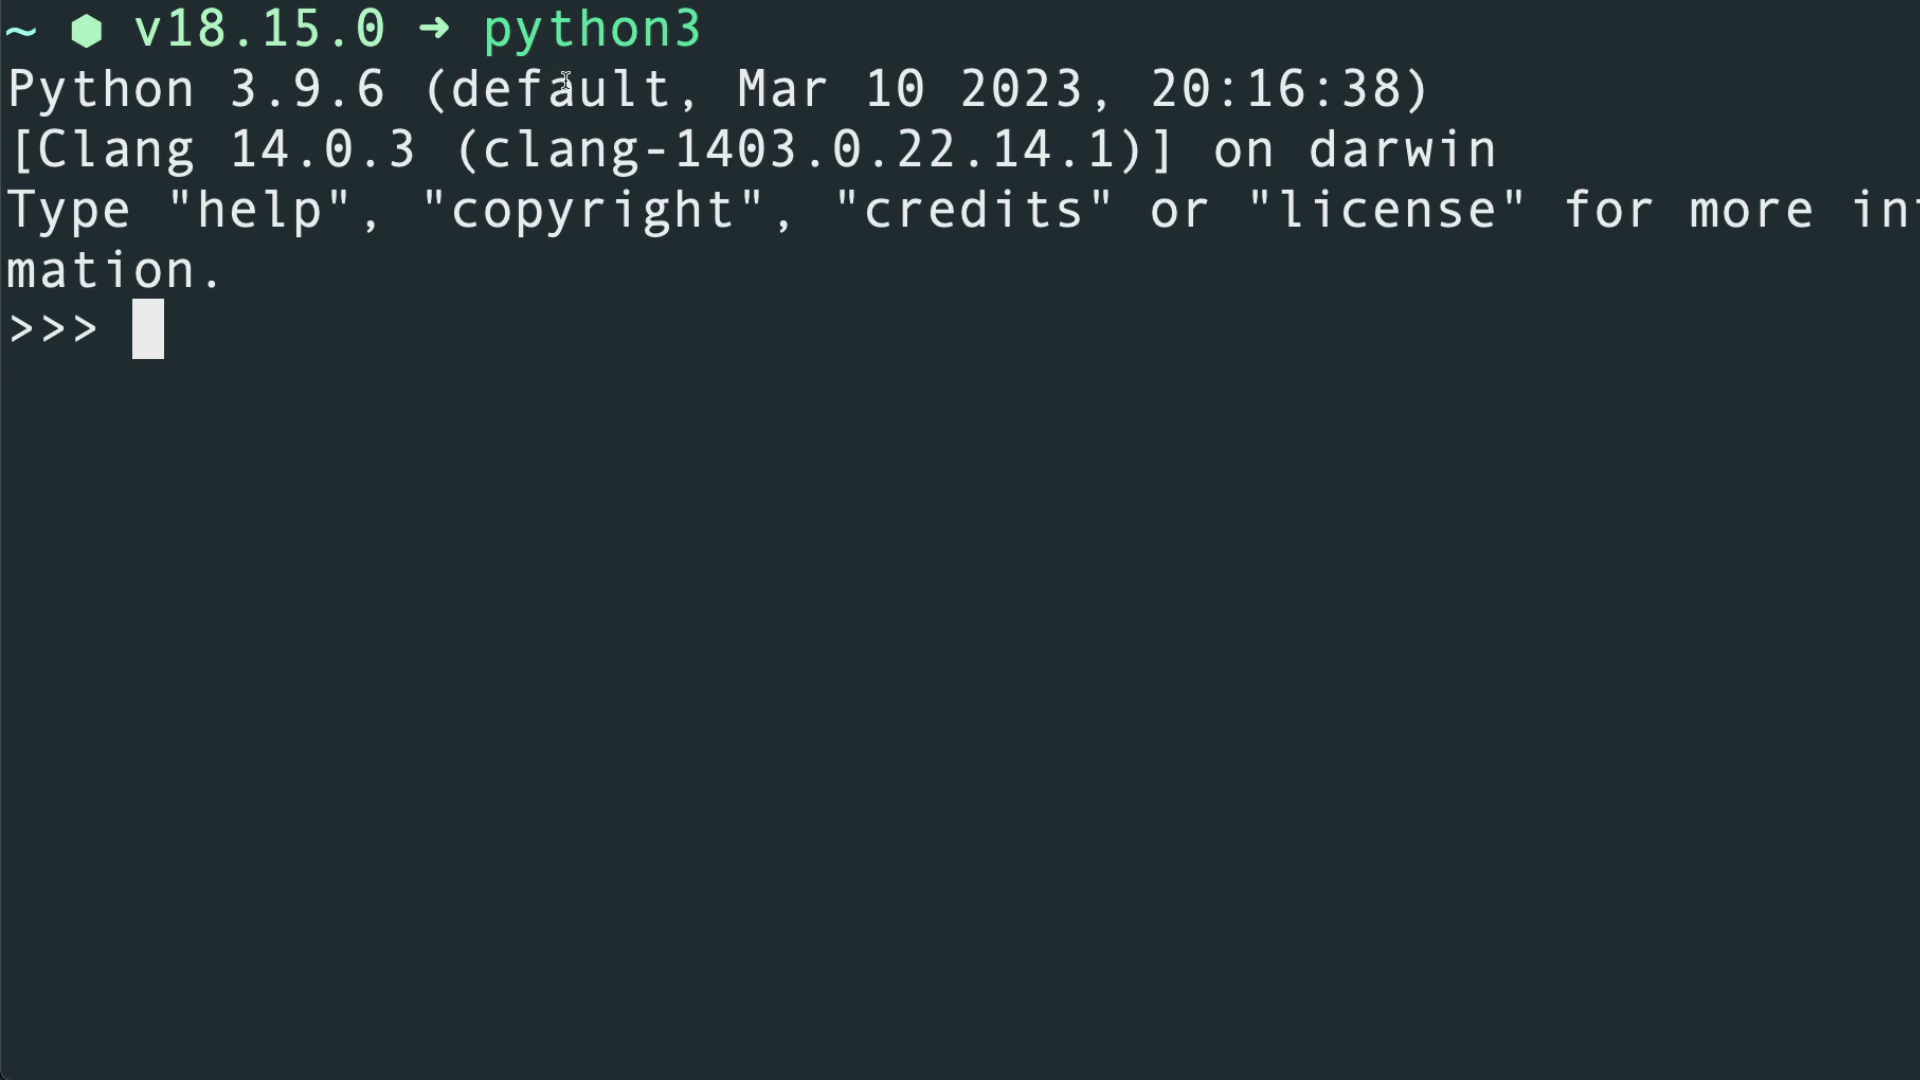 ~ ⬢ v18.15.0 ➜ python3
Python 3.9.6 (default, Mar 10 2023, 20:16:38)
[Clang 14.0.3 (clang-1403.0.22.14.1)] on darwin
Type "help", "copyright", "credits" or "license" for more in
mation.
>>>